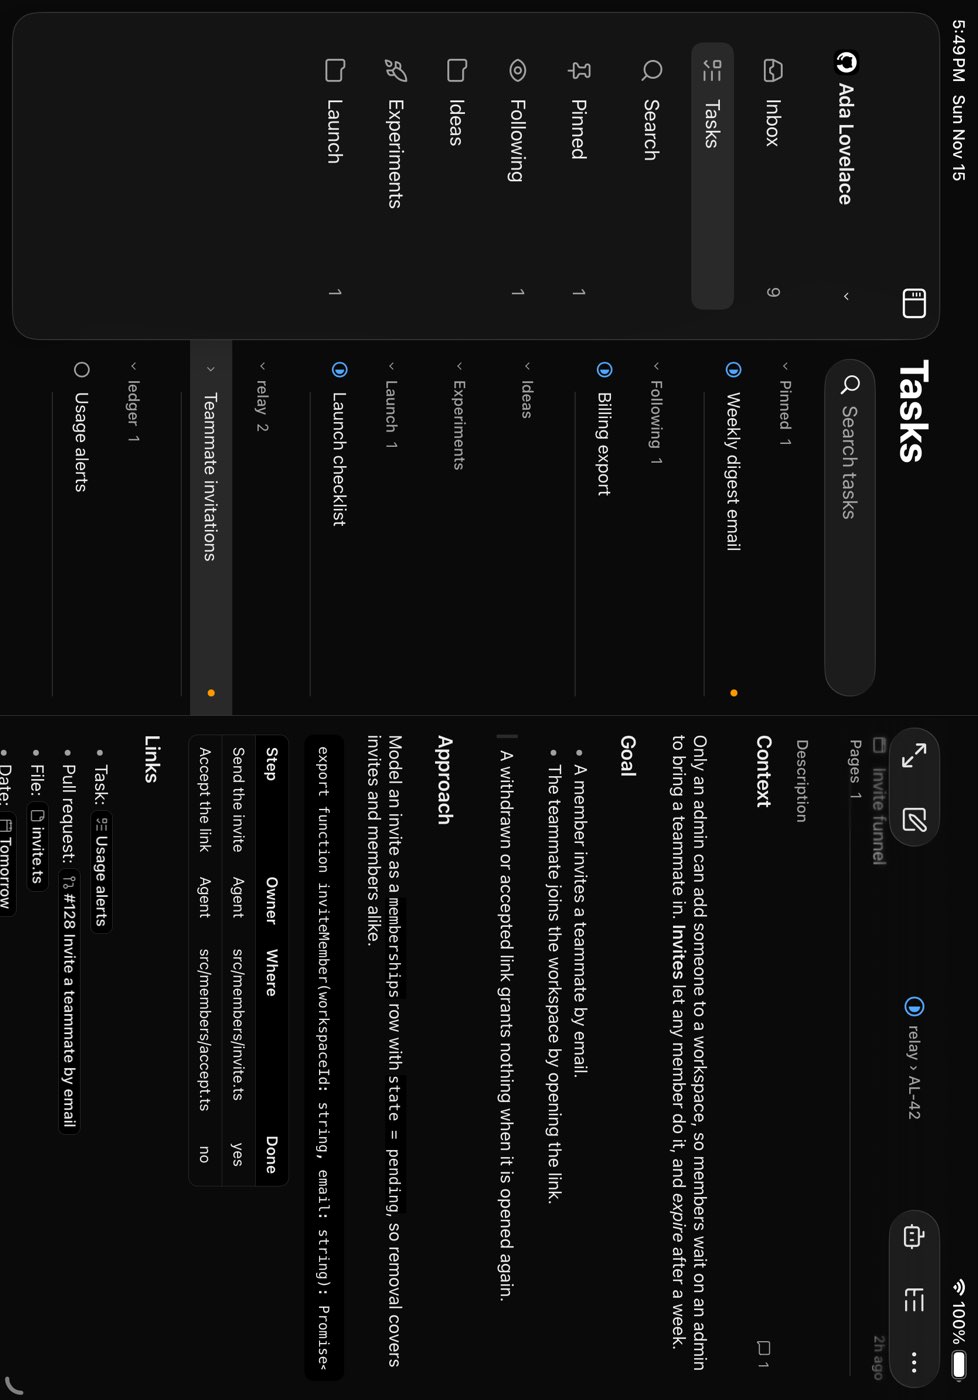 5:49 PM Sun Nov 15
100%
Ada Lovelace
Inbox 9
Tasks
Search
Pinned 1
Following 1
Ideas
Experiments
Launch 1
Tasks
Search tasks
Pinned 1
Weekly digest email
Following 1
Billing export
Ideas
Experiments
Launch 1
Launch checklist
relay 2
Teammate invitations
ledger 1
Usage alerts
relay › AL-42
Invite funnel 2h ago
Pages 1
Description
Context 1
Only an admin can add someone to a workspace, so members wait on an admin
to bring a teammate in. Invites let any member do it, and expire after a week.
Goal
• A member invites a teammate by email.
• The teammate joins the workspace by opening the link.
A withdrawn or accepted link grants nothing when it is opened again.
Approach
Model an invite as a memberships row with state = pending, so removal covers
invites and members alike.
export function inviteMember(workspaceId: string, email: string): Promise<
Step Owner Where Done
Send the invite Agent src/members/invite.ts yes
Accept the link Agent src/members/accept.ts no
Links
• Task: Usage alerts
• Pull request: #128 Invite a teammate by email
• File: invite.ts
• Date: Tomorrow